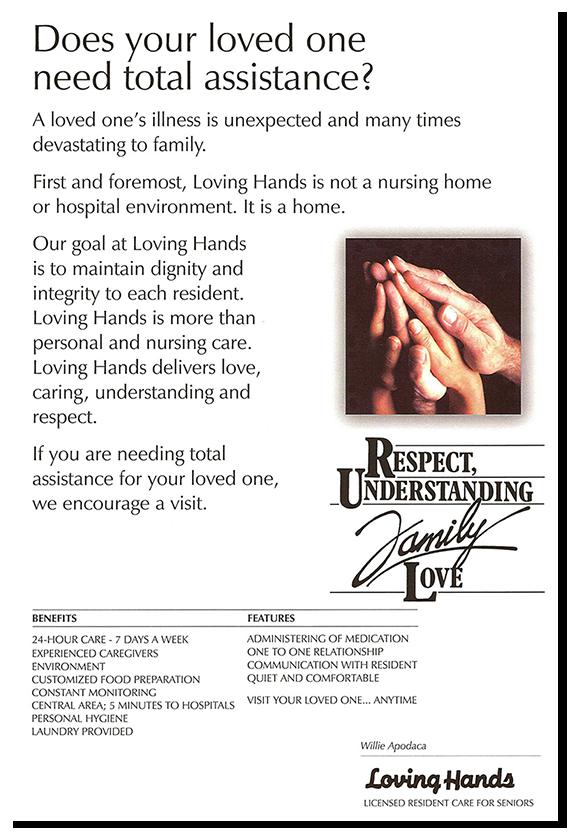 Does your loved one
need total assistance?
A loved one's illness is unexpected and many times
devastating to family.
First and foremost, Loving Hands is not a nursing home
or hospital environment. It is a home.
Our goal at Loving Hands
is to maintain dignity and
integrity to each resident.
Loving Hands is more than
personal and nursing care.
Loving Hands delivers love,
caring, understanding and
respect.
If you are needing total
assistance for your loved one,
we encourage a visit.
RESPECT,
UNDERSTANDING
Family
LOVE
BENEFITS
24-HOUR CARE - 7 DAYS A WEEK
EXPERIENCED CAREGIVERS
ENVIRONMENT
CUSTOMIZED FOOD PREPARATION
CONSTANT MONITORING
CENTRAL AREA; 5 MINUTES TO HOSPITALS
PERSONAL HYGIENE
LAUNDRY PROVIDED
FEATURES
ADMINISTERING OF MEDICATION
ONE TO ONE RELATIONSHIP
COMMUNICATION WITH RESIDENT
QUIET AND COMFORTABLE
VISIT YOUR LOVED ONE... ANYTIME
Willie Apodaca
Loving Hands
LICENSED RESIDENT CARE FOR SENIORS